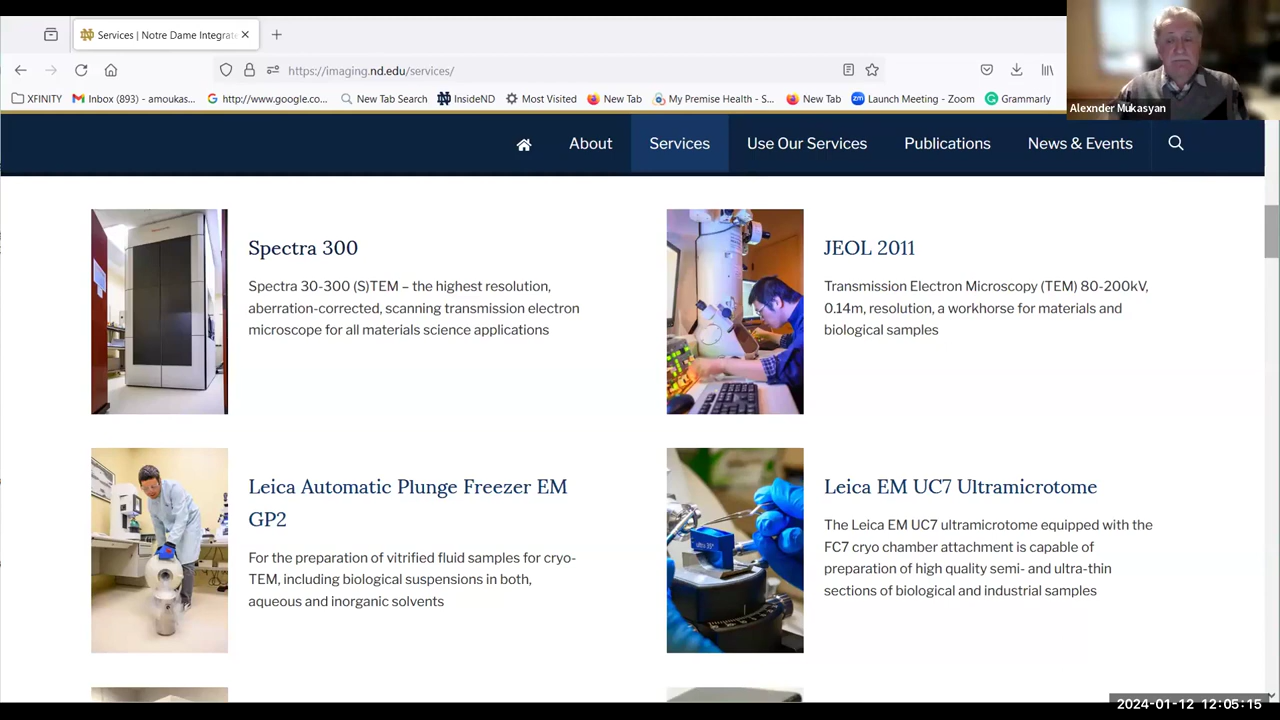 Services | Notre Dame Integrate
https://imaging.nd.edu/services/
XFINITY
Inbox (893) - amoukas...
http://www.google.co...
New Tab Search
InsideND
Most Visited
New Tab
My Premise Health - S...
New Tab
Launch Meeting - Zoom
Grammarly
Alexnder Mukasyan
About
Services
Use Our Services
Publications
News & Events
Spectra 300
Spectra 30-300 (S)TEM – the highest resolution,
aberration-corrected, scanning transmission electron
microscope for all materials science applications
JEOL 2011
Transmission Electron Microscopy (TEM) 80-200kV,
0.14m, resolution, a workhorse for materials and
biological samples
Leica Automatic Plunge Freezer EM
GP2
For the preparation of vitrified fluid samples for cryo-
TEM, including biological suspensions in both,
aqueous and inorganic solvents
Leica EM UC7 Ultramicrotome
The Leica EM UC7 ultramicrotome equipped with the
FC7 cryo chamber attachment is capable of
preparation of high quality semi- and ultra-thin
sections of biological and industrial samples
2024-01-12 12:05:15